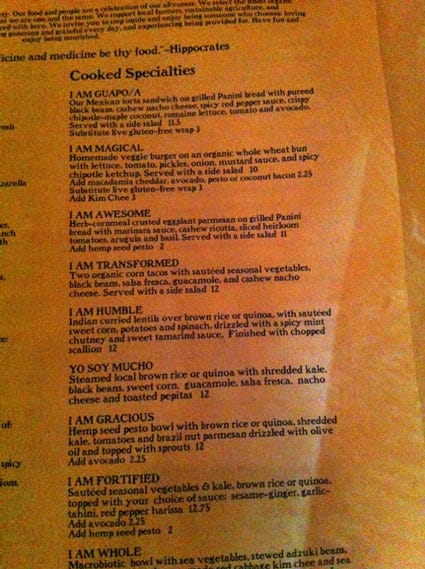 ity. Our food and people are a celebration of our aliveness. We select the finest organic
we are one and the same. We support local farmers, sustainable agriculture, and
with love. We invite you to step inside and enjoy being someone who chooses: loving
generous and grateful every day, and experiencing being provided for. Have fun and
enjoy being nourished.
icine and medicine be thy food."-Hippocrates
Cooked Specialties
I AM GUAPO/A
Our Mexican torta sandwich on grilled Panini bread with pureed
black beans, cashew nacho cheese, spicy red pepper sauce, crispy
chipotle-maple coconut, romaine lettuce, tomato and avocado.
Served with a side salad 11.5
Substitute live gluten-free wrap 3
I AM MAGICAL
Homemade veggie burger on an organic whole wheat bun
with lettuce, tomato, pickles, onion, mustard sauce, and spicy
chipotle ketchup. Served with a side salad 10
Add macadamia cheddar, avocado, pesto or coconut bacon 2.25
Substitute live gluten-free wrap 3
Add Kim Chee 3
I AM AWESOME
Herb-cornmeal crusted eggplant parmesan on grilled Panini
bread with marinara sauce, cashew ricotta, sliced heirloom
tomatoes, arugula and basil. Served with a side salad 11
Add hemp seed pesto 2
I AM TRANSFORMED
Two organic corn tacos with sautéed seasonal vegetables,
black beans, salsa fresca, guacamole, and cashew nacho
cheese. Served with a side salad 12
I AM HUMBLE
Indian curried lentils over brown rice or quinoa, with sautéed
sweet corn, potatoes and spinach, drizzled with a spicy mint
chutney and sweet tamarind sauce. Finished with chopped
scallion 12
YO SOY MUCHO
Steamed local brown rice or quinoa with shredded kale,
black beans, sweet corn, guacamole, salsa fresca, nacho
cheese and toasted pepitas 12
I AM GRACIOUS
Hemp seed pesto bowl with brown rice or quinoa, shredded
kale, tomatoes and brazil nut parmesan drizzled with olive
oil and topped with sprouts 12
Add avocado 2.25
I AM FORTIFIED
Sautéed seasonal vegetables & kale, brown rice or quinoa,
topped with your choice of sauce: sesame-ginger, garlic-
tahini, red pepper harissa 12.75
Add avocado 2.25
Add hemp seed pesto 2
I AM WHOLE
Macrobiotic bowl with sea vegetables, stewed adzuki beans,
and cabbage kim chee and sea